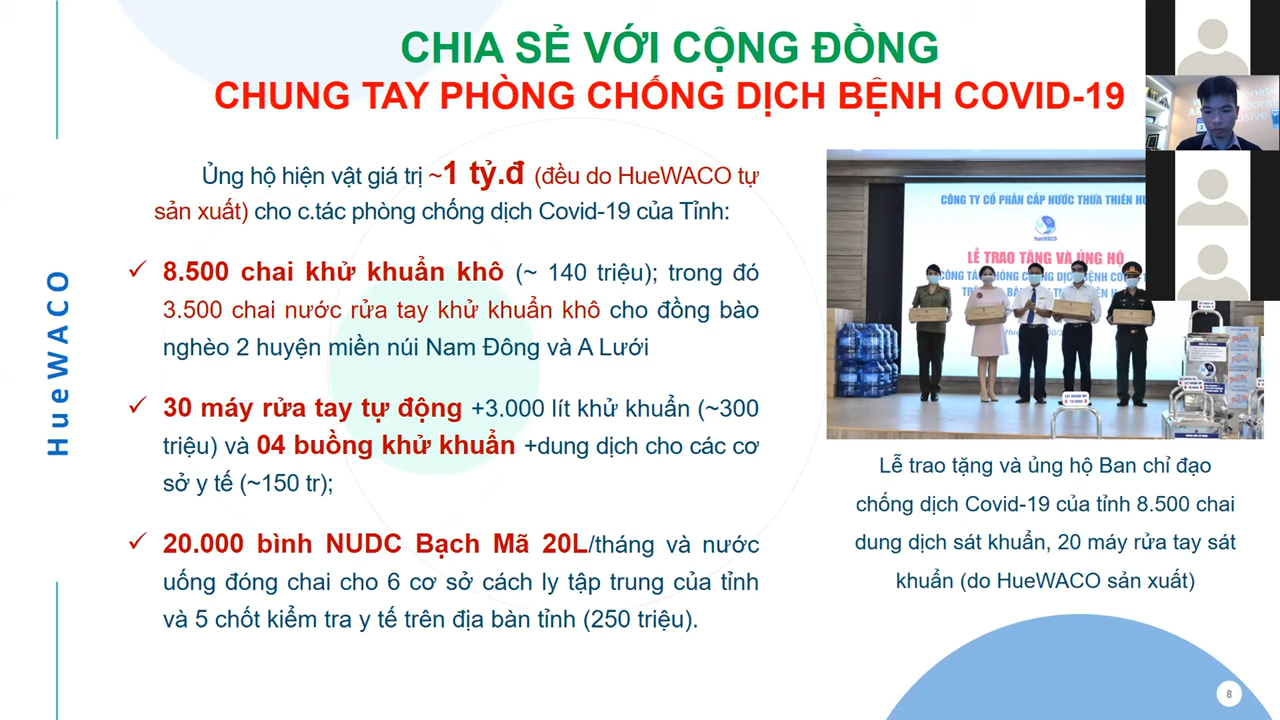 CHIA SẺ VỚI CỘNG ĐỒNG
CHUNG TAY PHÒNG CHỐNG DỊCH BỆNH COVID-19
HueWACO
Ủng hộ hiện vật giá trị ~1 tỷ.đ (đều do HueWACO tự
sản xuất) cho c.tác phòng chống dịch Covid-19 của Tỉnh:
✓ 8.500 chai khử khuẩn khô (~ 140 triệu); trong đó
3.500 chai nước rửa tay khử khuẩn khô cho đồng bào
nghèo 2 huyện miền núi Nam Đông và A Lưới
✓ 30 máy rửa tay tự động +3.000 lít khử khuẩn (~300
triệu) và 04 buồng khử khuẩn +dung dịch cho các cơ
sở y tế (~150 tr);
✓ 20.000 bình NUDC Bạch Mã 20L/tháng và nước
uống đóng chai cho 6 cơ sở cách ly tập trung của tỉnh
và 5 chốt kiểm tra y tế trên địa bàn tỉnh (250 triệu).
CÔNG TY CỔ PHẦN CẤP NƯỚC THỪA THIÊN
HueWACO
LỄ TRAO TẶNG VÀ ỦNG HỘ
Lễ trao tặng và ủng hộ Ban chỉ đạo
chống dịch Covid-19 của tỉnh 8.500 chai
dung dịch sát khuẩn, 20 máy rửa tay sát
khuẩn (do HueWACO sản xuất)
8